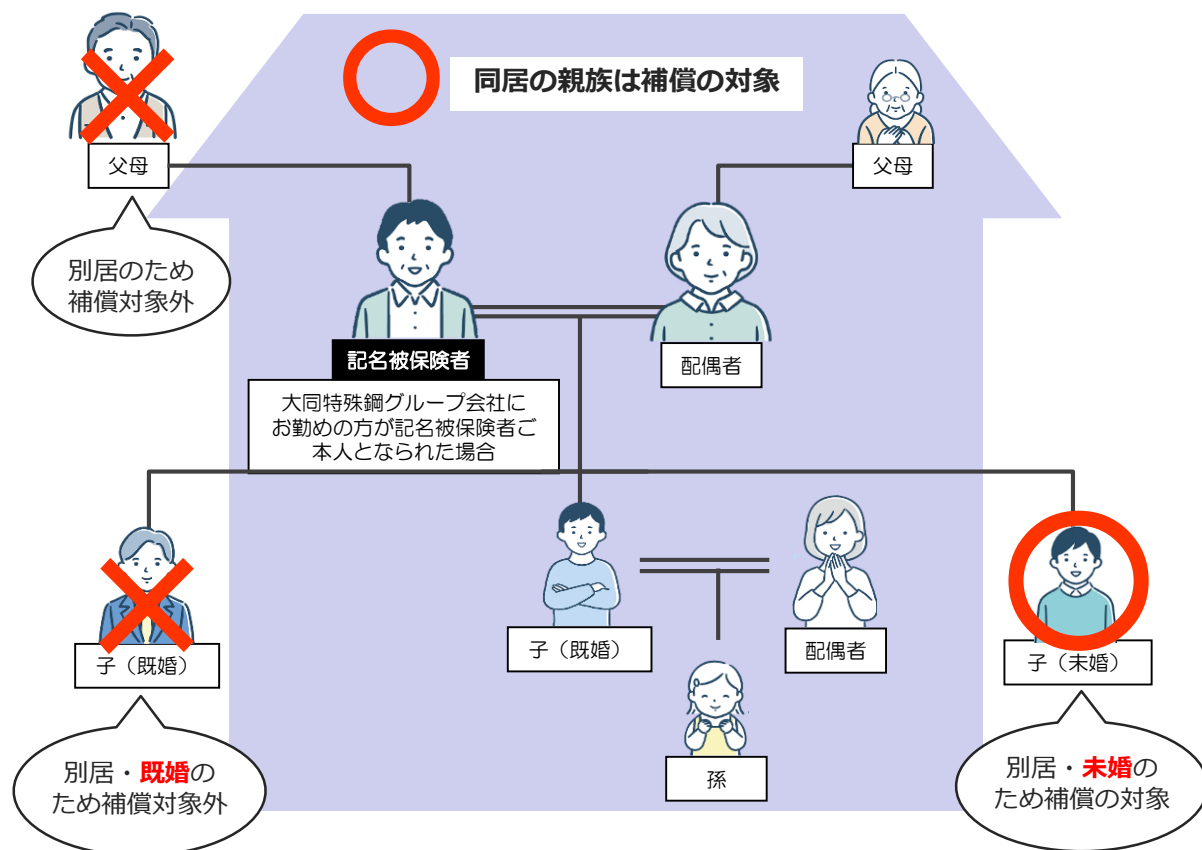 同居の親族は補償の対象
父母
父母
別居のため
補償対象外
記名被保険者
配偶者
大同特殊鋼グループ会社に
お勤めの方が記名被保険者ご
本人となられた場合
子（既婚）
子（既婚）
配偶者
子（未婚）
孫
別居・既婚の
ため補償対象外
別居・未婚の
ため補償の対象